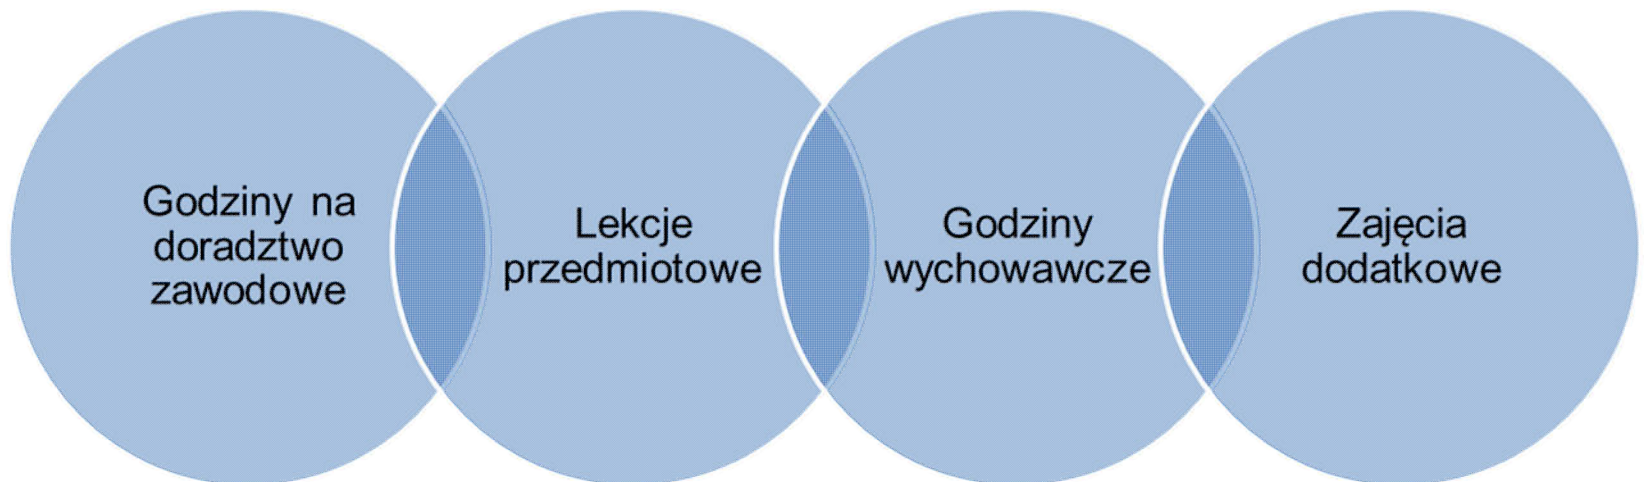 Godziny na
doradztwo
zawodowe
Lekcje
przedmiotowe
Godziny
wychowawcze
Zajęcia
dodatkowe